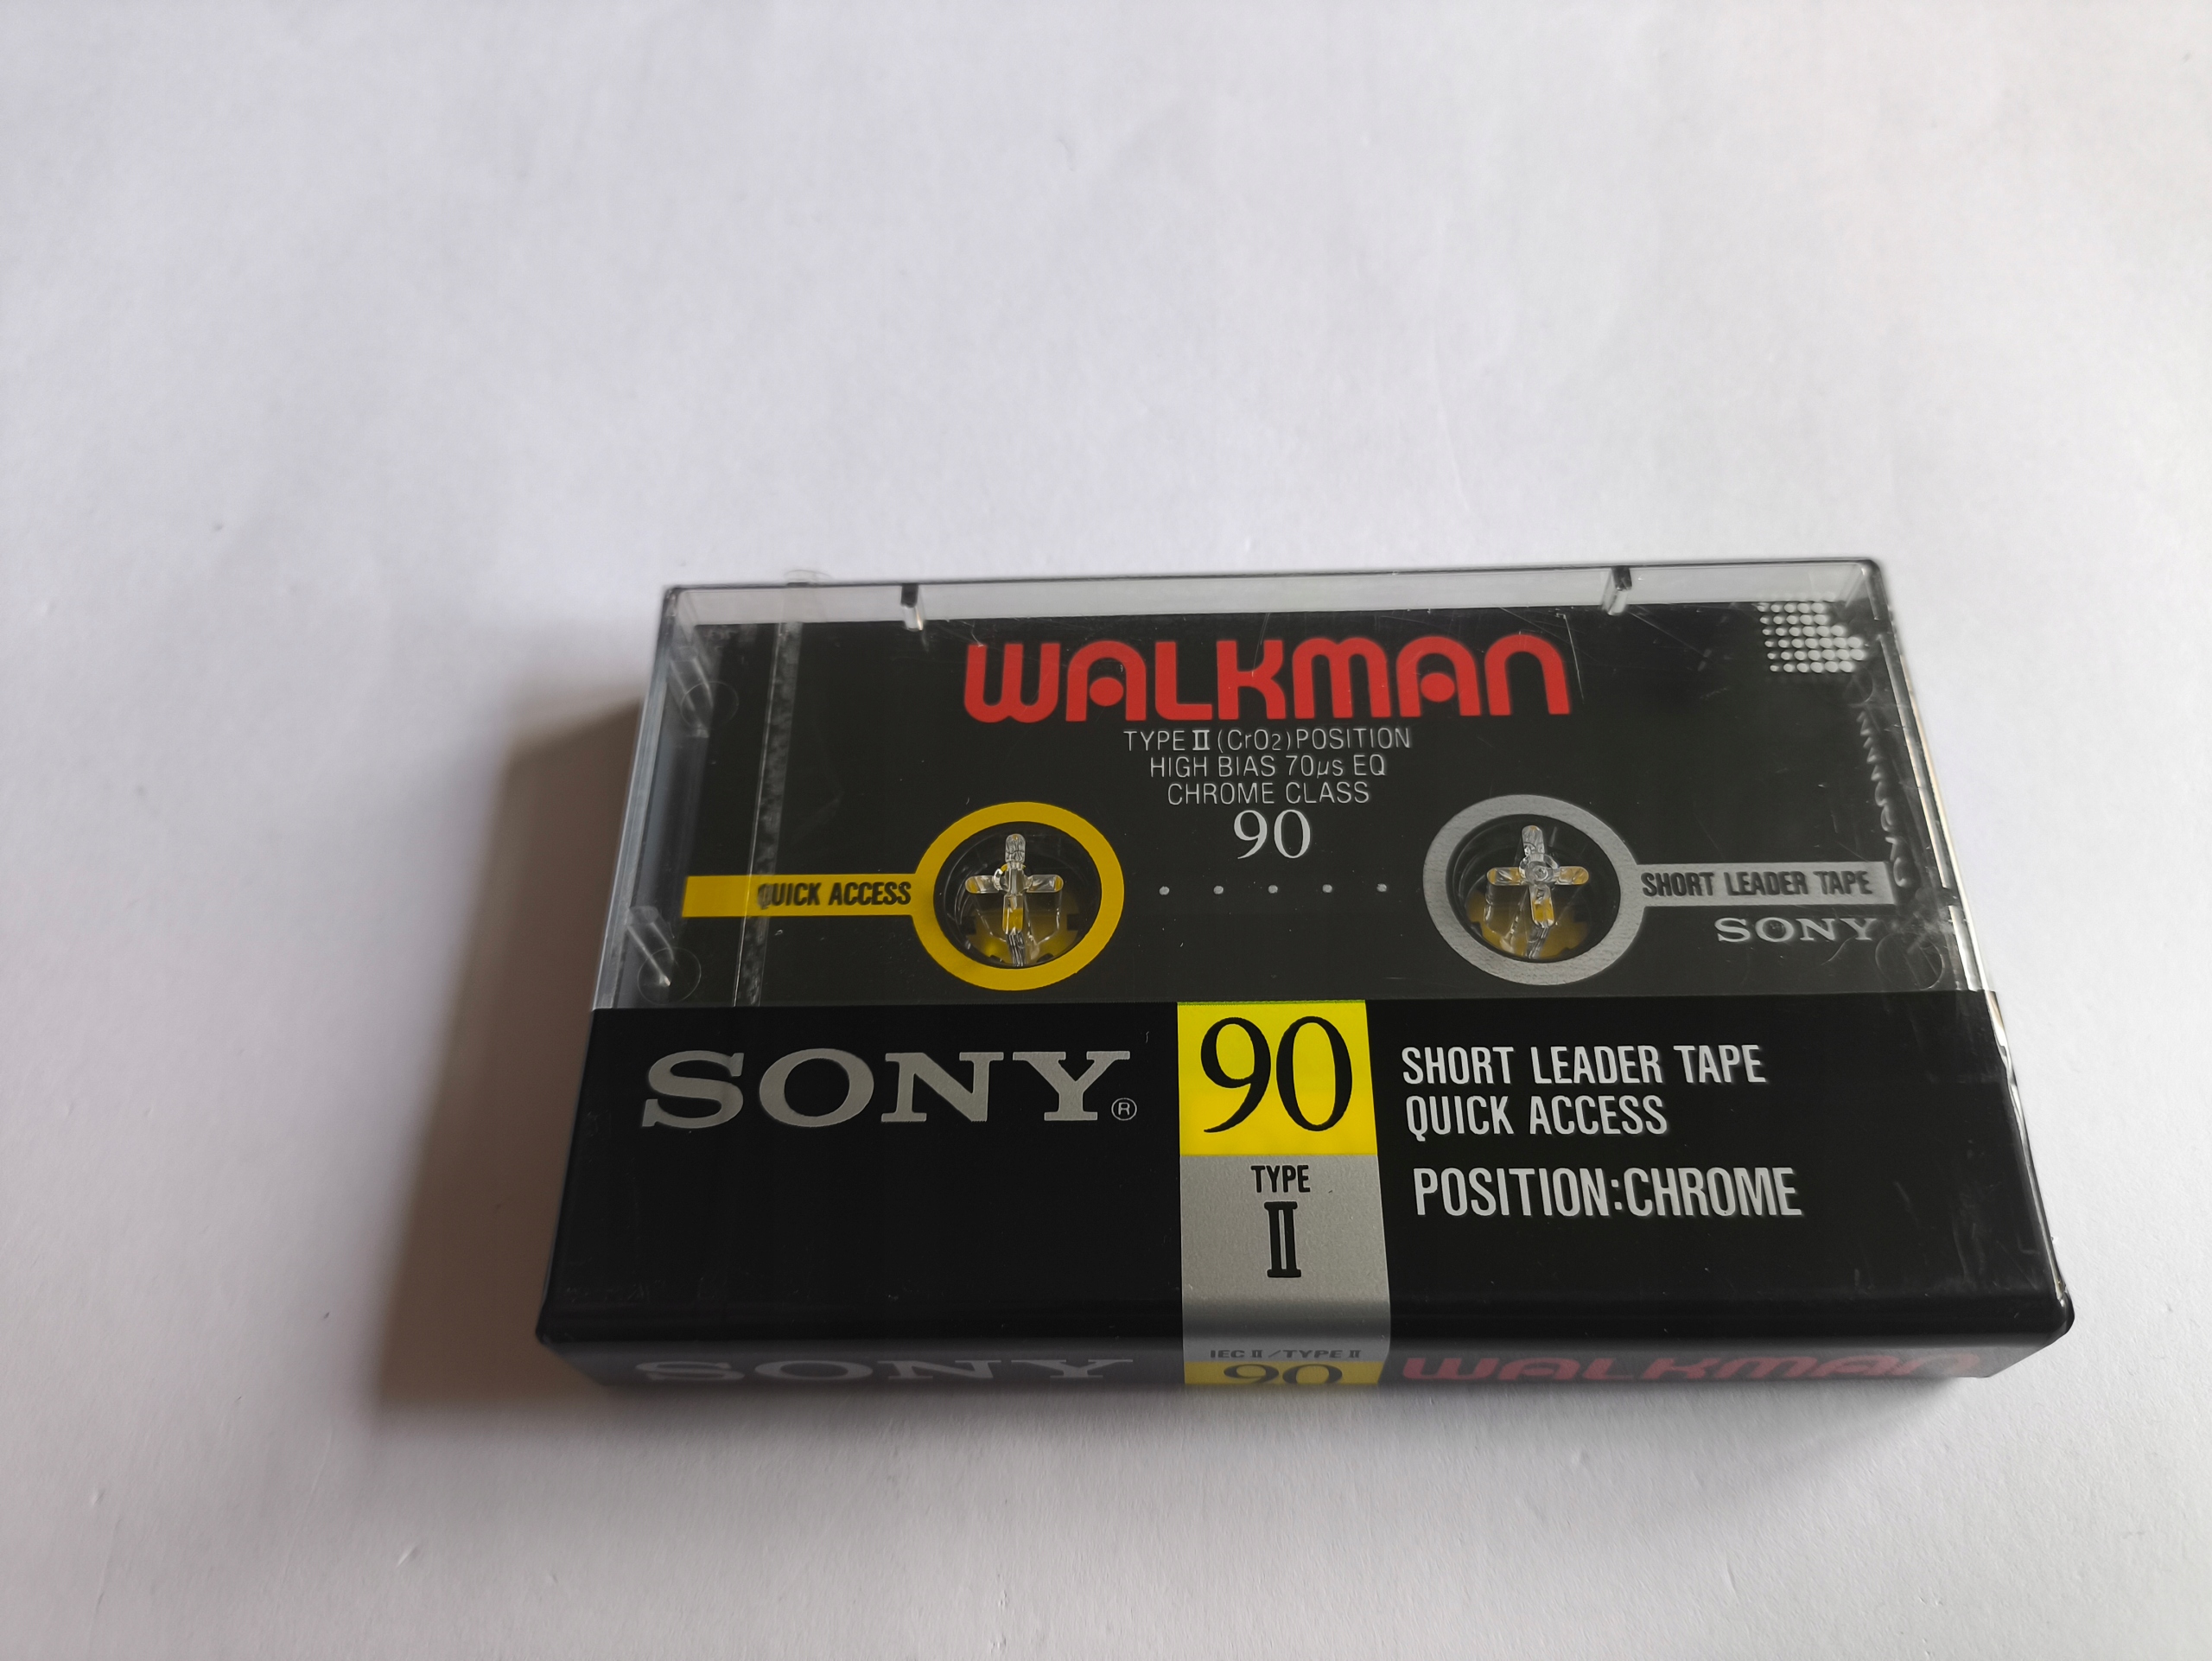 WALKMAN
TYPE II (CrO2) POSITION
HIGH BIAS 70µs EQ
CHROME CLASS
90
QUICK ACCESS
SHORT LEADER TAPE
SONY
SONY®
90
TYPE
II
SHORT LEADER TAPE
QUICK ACCESS
POSITION:CHROME
SONY
IEC II/TYPE II
90
WALKMAN